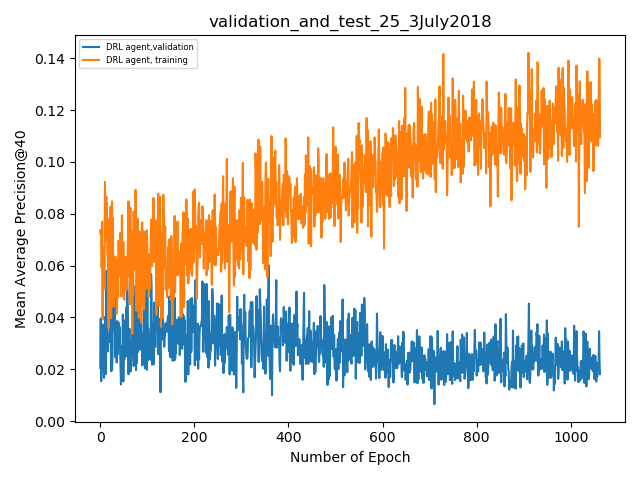 validation_and_test_25_3July2018
DRL agent,validation
DRL agent, training
Mean Average Precision@40
0.14
0.12
0.10
0.08
0.06
0.04
0.02
0.00
0 200 400 600 800 1000
Number of Epoch